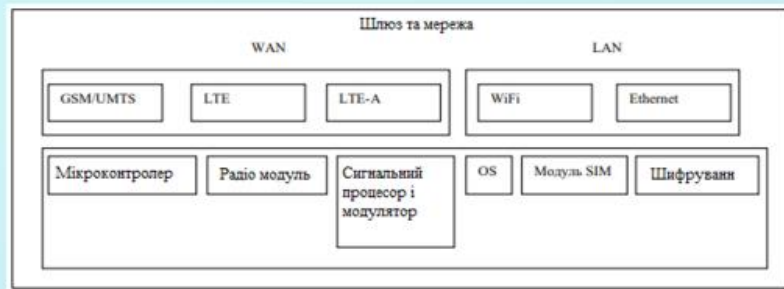 Шлюз та мережа
WAN LAN
GSM/UMTS LTE LTE-A WiFi Ethernet
Мікроконтролер Радіо модуль Сигнальний процесор і модулятор OS Модуль SIM Шифруванн